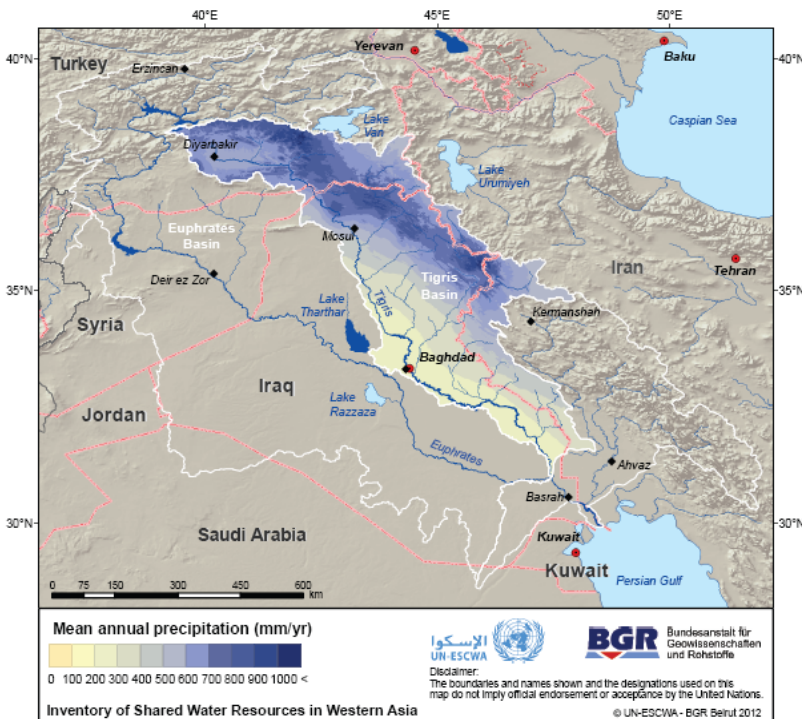 40°E 45°E 50°E
Yerevan
Baku
40°N 40°N
Turkey
Erzincan
Caspian Sea
Lake
Van
Diyarbakir
Lake
Urumiyeh
Euphrates
Basin
Mosul
Tehran
Iran
Tigris
Basin
35°N 35°N
Deir ez Zor
Tigris
Lake
Tharthar
Kermanshah
Syria
Baghdad
Iraq
Lake
Razzaza
Jordan
Euphrates
Ahvaz
Basrah
30°N 30°N
Saudi Arabia
Kuwait
Kuwait
Persian Gulf
0 75 150 300 450 600
km
Mean annual precipitation (mm/yr)
0 100 200 300 400 500 600 700 800 900 1000 <
Inventory of Shared Water Resources in Western Asia
الإسكوا
UN-ESCWA
BGR
Bundesanstalt für
Geowissenschaften
und Rohstoffe
Disclaimer:
The boundaries and names shown and the designations used on this
map do not imply official endorsement or acceptance by the United Nations.
© UN-ESCWA - BGR Beirut 2012